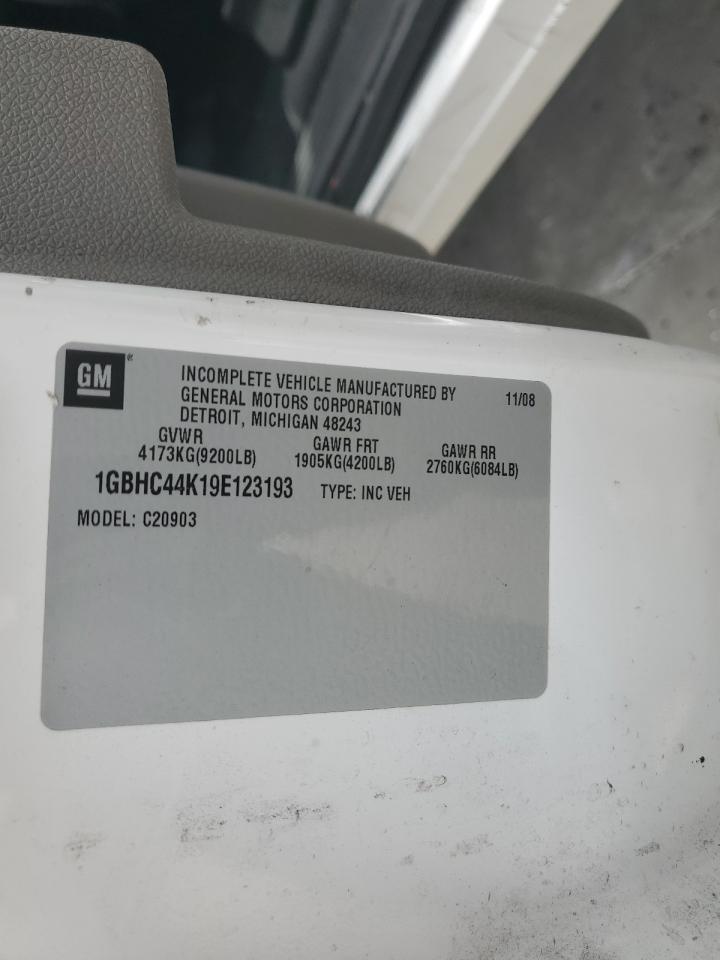 GM®
INCOMPLETE VEHICLE MANUFACTURED BY 11/08
GENERAL MOTORS CORPORATION
DETROIT, MICHIGAN 48243
GVWR GAWR FRT GAWR RR
4173KG(9200LB) 1905KG(4200LB) 2760KG(6084LB)
1GBHC44K19E123193 TYPE: INC VEH
MODEL: C20903